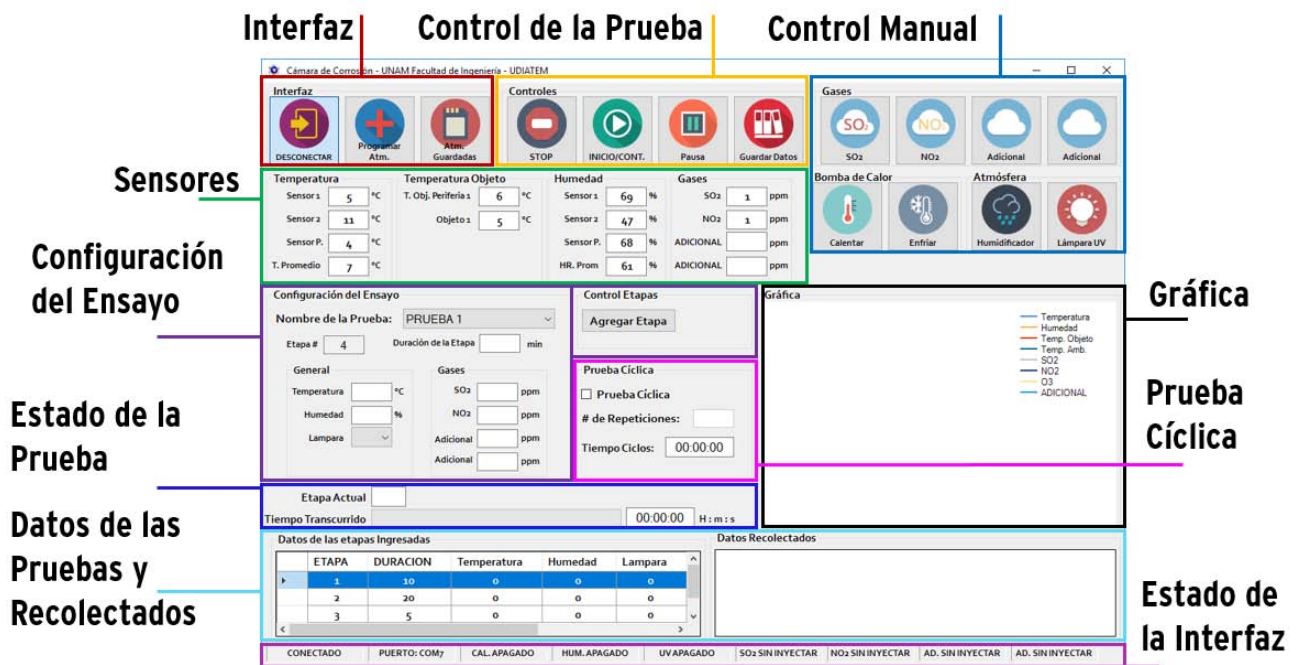 Interfaz
Control de la Prueba
Control Manual
Cámara de Corrosión - UNAM Facultad de Ingeniería - UDIATEM
Interfaz
DESCONECTAR
Programar
Atm.
Atm.
Guardadas
Controles
STOP
INICIO/CONT.
Pausa
Guardar Datos
Gases
SO₂
SO₂
NO₂
NO₂
Adicional
Adicional
Bomba de Calor
Calentar
Enfriar
Atmósfera
Humidificador
Lámpara UV
Sensores
Temperatura
Sensor 1 5 °C
Sensor 2 11 °C
Sensor P. 4 °C
T. Promedio 7 °C
Temperatura Objeto
T. Obj. Periferia 1 6 °C
Objeto 1 5 °C
Humedad
Sensor 1 69 %
Sensor 2 47 %
Sensor P. 68 %
HR. Prom 61 %
Gases
SO2 1 ppm
NO2 1 ppm
ADICIONAL ppm
ADICIONAL ppm
Configuración
del Ensayo
Configuración del Ensayo
Nombre de la Prueba: PRUEBA 1
Etapa # 4 Duración de la Etapa min
General
Temperatura °C
Humedad %
Lampara
Gases
SO2 ppm
NO2 ppm
Adicional ppm
Adicional ppm
Control Etapas
Agregar Etapa
Prueba Cíclica
Prueba Cíclica
# de Repeticiones:
Tiempo Ciclos: 00:00:00
Gráfica
Temperatura
Humedad
Temp. Objeto
Temp. Amb.
SO2
NO2
O3
ADICIONAL
Gráfica
Prueba
Cíclica
Estado de la
Prueba
Etapa Actual
Tiempo Transcurrido 00:00:00 H : m : s
Datos de las
Pruebas y
Recolectados
Datos de las etapas Ingresadas
ETAPA DURACION Temperatura Humedad Lampara
1 10 0 0 0
2 20 0 0 0
3 5 0 0 0
Datos Recolectados
Estado de
la Interfaz
CONECTADO PUERTO: COM7 CAL. APAGADO HUM. APAGADO UV APAGADO SO2 SIN INYECTAR NO2 SIN INYECTAR AD. SIN INYECTAR AD. SIN INYECTAR